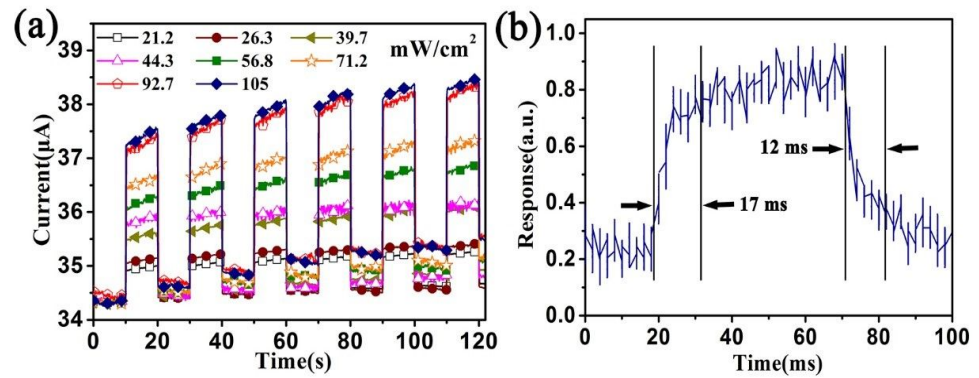 (a)
39
38
37
36
35
34
Current(μA)
21.2 26.3 39.7 mW/cm²
44.3 56.8 71.2
92.7 105
0 20 40 60 80 100 120
Time(s)
(b)
1.0
0.8
0.6
0.4
0.2
0.0
Response(a.u.)
12 ms
17 ms
0 20 40 60 80 100
Time(ms)